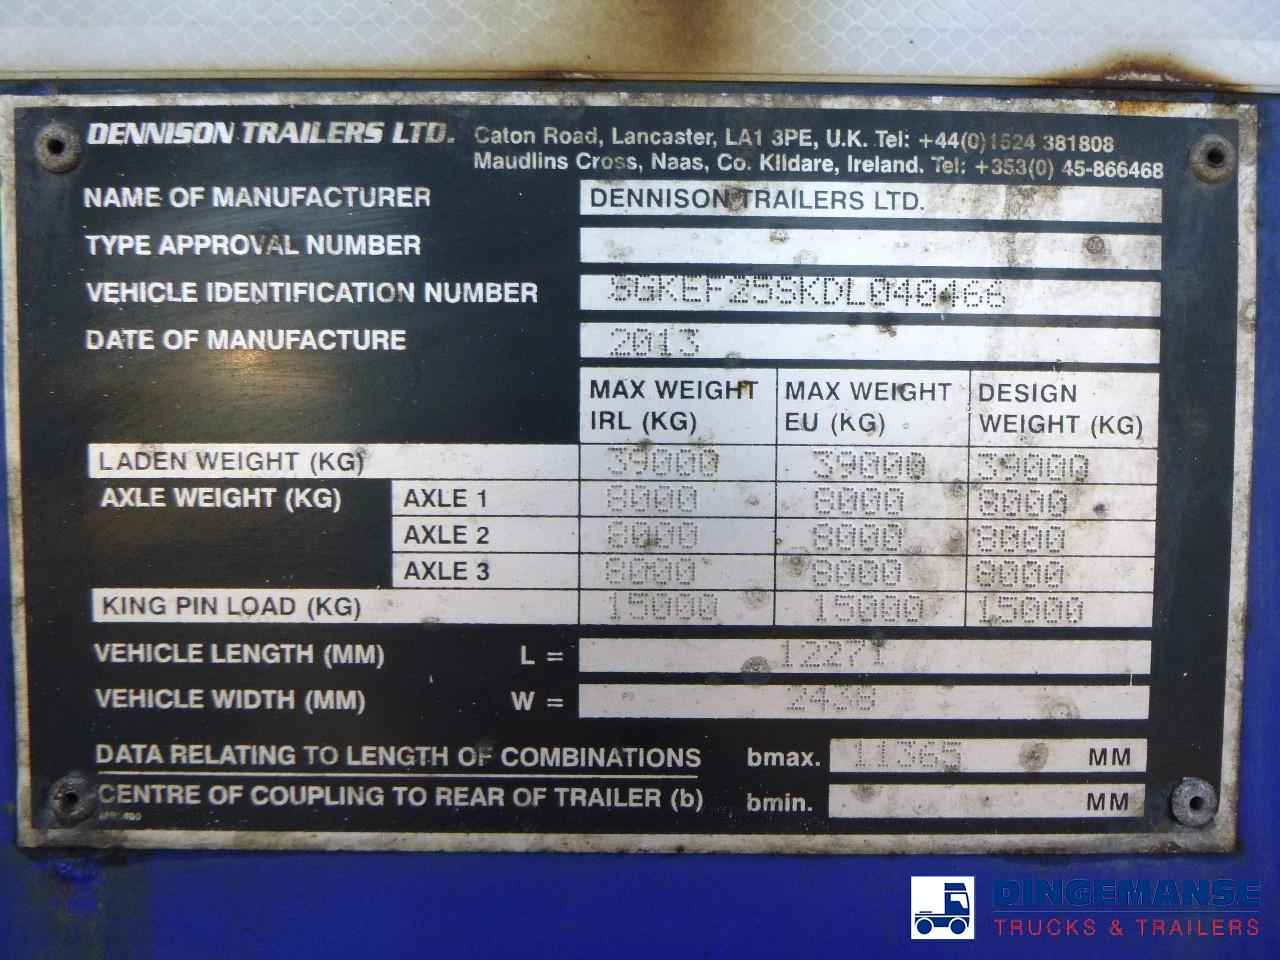 DENNISON TRAILERS LTD. Caton Road, Lancaster, LA1 3PE, U.K. Tel: +44(0)1524 381808
Maudlins Cross, Naas, Co. Kildare, Ireland. Tel: +353(0) 45-866468
NAME OF MANUFACTURER DENNISON TRAILERS LTD.
TYPE APPROVAL NUMBER
VEHICLE IDENTIFICATION NUMBER
DATE OF MANUFACTURE 2013
MAX WEIGHT IRL (KG) MAX WEIGHT EU (KG) DESIGN WEIGHT (KG)
LADEN WEIGHT (KG) 39000 39000 39000
AXLE WEIGHT (KG) AXLE 1 8000 8000 8000
AXLE 2 8000 8000 8000
AXLE 3 8000 8000 8000
KING PIN LOAD (KG) 15000 15000 15000
VEHICLE LENGTH (MM) L = 12271
VEHICLE WIDTH (MM) W = 2438
DATA RELATING TO LENGTH OF COMBINATIONS bmax. 11365 MM
CENTRE OF COUPLING TO REAR OF TRAILER (b) bmin. MM
DINGEMANSE
TRUCKS & TRAILERS